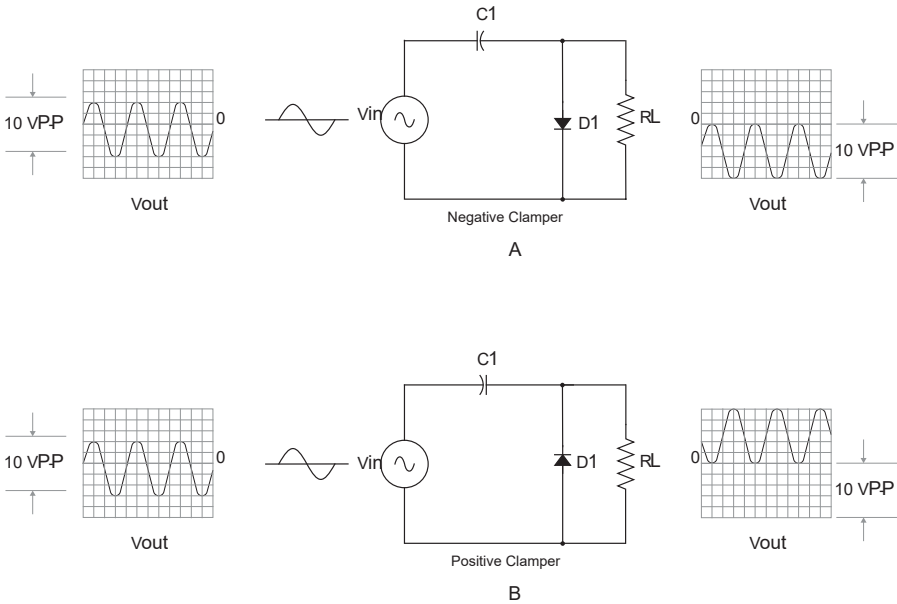 C1
10 VP-P
0
Vin
D1
RL
0
10 VP-P
Vout
Vout
Negative Clamper
A
C1
10 VP-P
0
Vin
D1
RL
0
10 VP-P
Vout
Vout
Positive Clamper
B